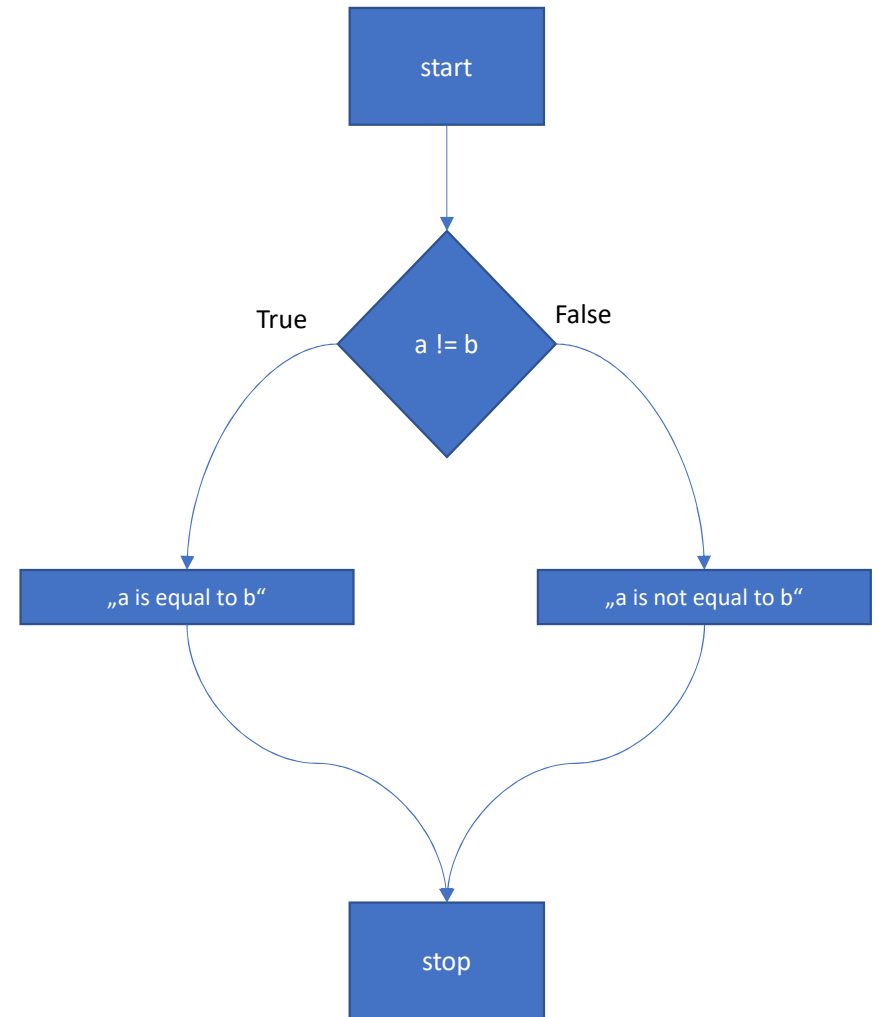 start
True
False
a != b
„a is equal to b“
„a is not equal to b“
stop